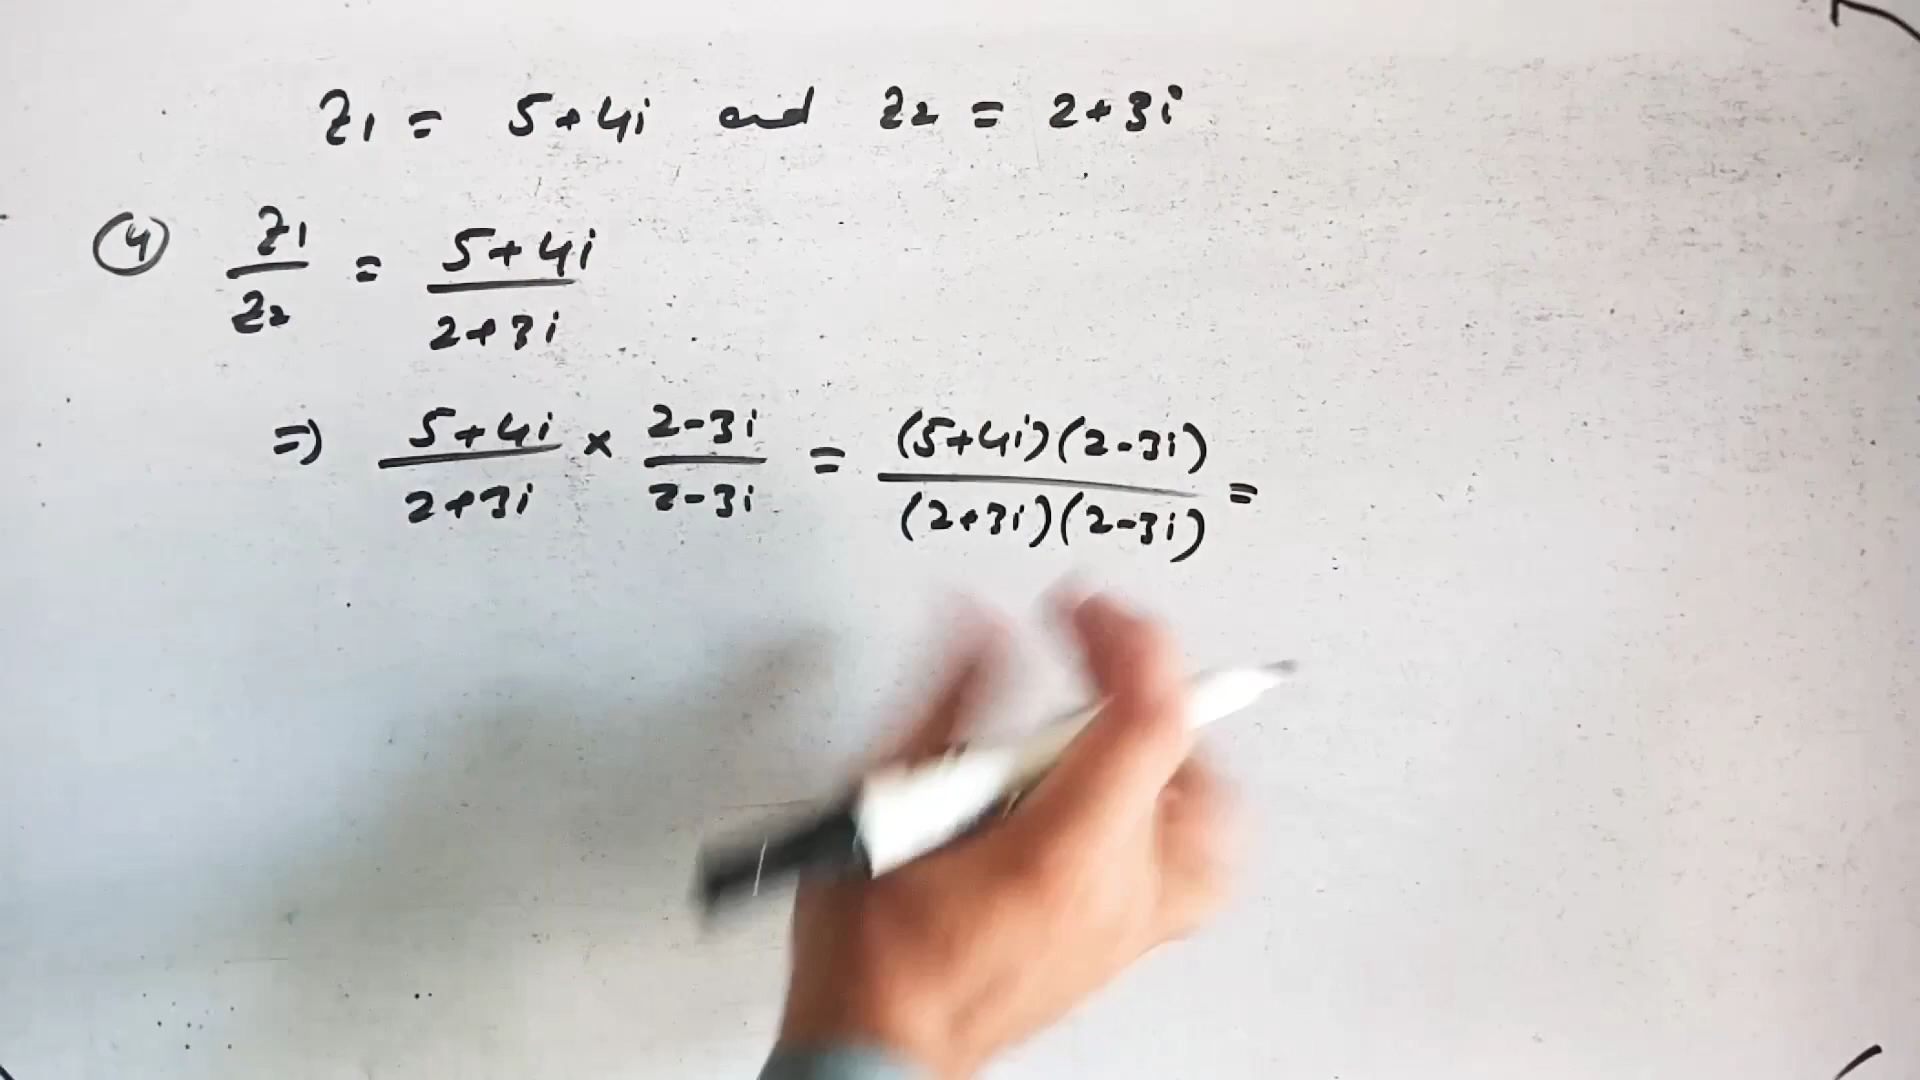 Z1 = 5+4i and Z2 = 2+3i
(4) Z1/Z2 = 5+4i/2+3i
=) 5+4i/2+3i × 2-3i/2-3i = (5+4i)(2-3i)/(2+3i)(2-3i) =